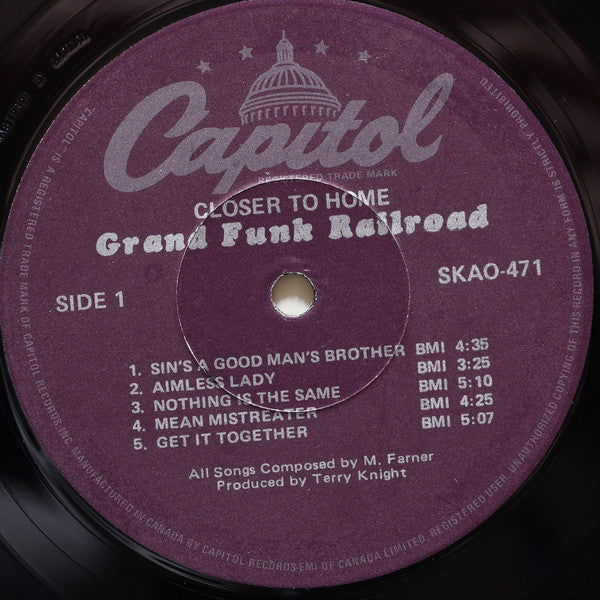 Capitol
REGISTERED TRADE MARK
CLOSER TO HOME
Grand Funk Railroad
SIDE 1
SKAO-471
1. SIN'S A GOOD MAN'S BROTHER BMI 4:35
2. AIMLESS LADY BMI 3:25
3. NOTHING IS THE SAME BMI 5:10
4. MEAN MISTREATER BMI 4:25
5. GET IT TOGETHER BMI 5:07
All Songs Composed by M. Farner
Produced by Terry Knight
"CAPITOL" IS A REGISTERED TRADE MARK OF CAPITOL RECORDS INC. MANUFACTURED IN CANADA BY CAPITOL RECORDS EMI OF CANADA LIMITED, REGISTERED USER. UNAUTHORIZED COPYING OF THIS RECORD IN ANY FORM IS STRICTLY PROHIBITED